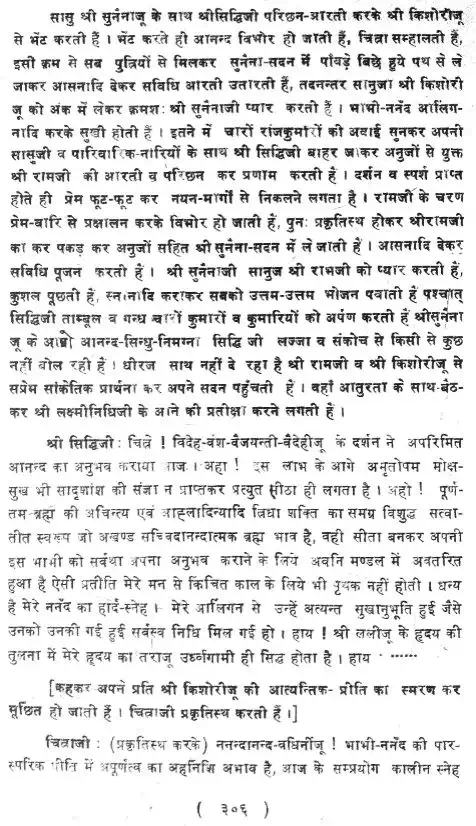 सासु श्री सुनैनाजू के साथ श्रीसिद्धिजी परिछन-आरती करके श्री किशोरीजू
से भेंट करती हैं । भेंट करते ही आनन्द विभोर हो जाती हैं, चित्रा सम्हालती हैं,
इसी क्रम से सब पुत्रियों से मिलकर सुनैना-सदन में पाँवड़े बिछे हुये पथ से ले
जाकर आसनादि देकर सविधि आरती उतारती हैं, तदनन्तर सानुजा श्री किशोरी
जू को अंक में लेकर क्रमशः श्री सुनैनाजी प्यार करती हैं । भाभी-ननँद आलिंग-
नादि करके सुखी होती हैं । इतने में चारों राजकुमारों की अवाई सुनकर अपनी
सासुजी व पारिवारिक-नारियों के साथ श्री सिद्धिजी बाहर जाकर अनुजों से युक्त
श्री रामजी की आरती व परिछन कर प्रणाम करती हैं । दर्शन व स्पर्श प्राप्त
होते ही प्रेम फूट-फूट कर नयन-मार्गों से निकलने लगता है । रामजी के चरण
प्रेम-वारि से प्रक्षालन करके विभोर हो जाती हैं, पुनः प्रकृतिस्थ होकर श्रीरामजी
का कर पकड़ कर अनुजों सहित श्री सुनैना-सदन में ले जाती हैं । आसनादि देकर
सविधि पूजन करती हैं । श्री सुनैनाजी सानुज श्री रामजी को प्यार करती हैं,
कुशल पूछती हैं, स्नानादि कराकर सबको उत्तम-उत्तम भोजन पवाती हैं पश्चात्
सिद्धिजी ताम्बूल व गन्ध चारों कुमारों व कुमारियों को अर्पण करती हैं श्रीसुनैना
जू के आगे आनन्द-सिन्धु-निमग्ना सिद्धि जी लज्जा व संकोच से किसी से कुछ
नहीं बोल रही हैं ! धीरज साथ नहीं दे रहा है श्री रामजी व श्री किशोरीजू से
सप्रेम सांकेतिक प्रार्थना कर अपने सदन पहुँचती हैं । वहाँ आतुरता के साथ-बैठ-
कर श्री लक्ष्मीनिधिजी के आने की प्रतीक्षा करने लगती हैं ।
श्री सिद्धिजी : चित्रे ! विदेह-वंश-वैजयन्ती-वैदेहीजू के दर्शन ने अपरिमित
आनन्द का अनुभव कराया आज । अहा ! इस लाभ के आगे अमृतोपम मोक्ष-
सुख भी सादृशांश की संज्ञा न प्राप्तकर प्रत्युत सीठा ही लगता है । अहो ! पूर्ण-
तम-ब्रह्म की अचिन्त्य एवं आह्लादिन्यादि त्रिधा शक्ति का समग्र विशुद्ध सत्वा-
तीत स्वरूप जो अखण्ड सच्चिदानन्दात्मक ब्रह्म भाव है, वही सीता बनकर अपनी
इस भाभी को सर्वथा अपना अनुभव कराने के लिये अवनि मण्डल में अवतरित
हुआ है ऐसी प्रतीति मेरे मन से किंचित काल के लिये भी पृथक नहीं होती । धन्य
है मेरे ननँद का हार्द-स्नेह । मेरे आलिंगन से उन्हें अत्यन्त सुखानुभूति हुई जैसे
उनको उनकी गई हुई सर्वस्व निधि मिल गई हो । हाय ! श्री ललीजू के हृदय की
तुलना में मेरे हृदय का तराजू उर्ध्वगामी ही सिद्ध होता है । हाय ......
[कहकर अपने प्रति श्री किशोरीजू की आत्यन्तिक- प्रीति का स्मरण कर
मूर्छित हो जाती हैं । चित्राजी प्रकृतिस्थ करती हैं ।]
चित्राजी : (प्रकृतिस्थ करके) ननन्दानन्द-वर्धिनीजू ! भाभी-ननँद की पार-
स्परिक प्रीति में अपूर्णत्व का अहर्निशि अभाव है, आज के सम्प्रयोग कालीन स्नेह
( ३०६ )